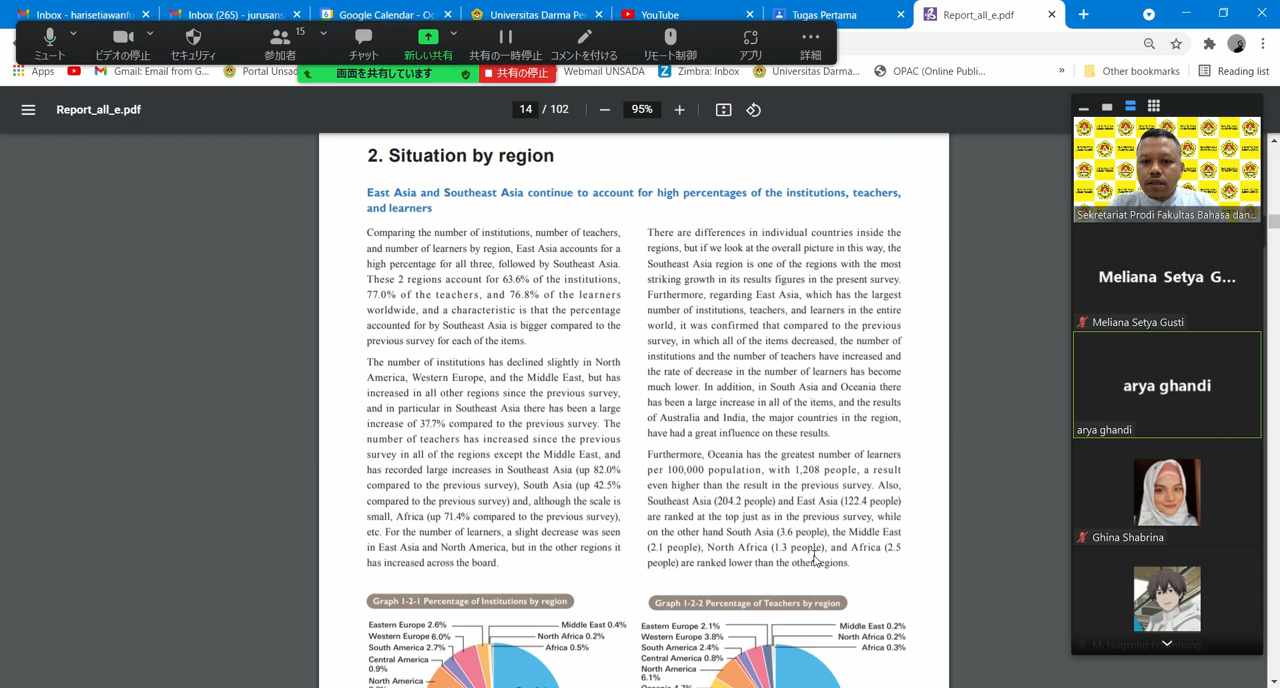 Inbox - harisetiawanfu
Inbox (265) - jurusan.s
Google Calendar - Oc
Universitas Darma Pe
YouTube
Tugas Pertama
Report_all_e.pdf
15
ミュート
ビデオの停止
セキュリティ
参加者
チャット
新しい共有
共有の一時停止
コメントを付ける
リモート制御
アプリ
詳細
画面を共有しています
共有の停止
Apps
Gmail: Email from G...
Portal Unsad
Webmail UNSADA
Zimbra: Inbox
Universitas Darma...
OPAC (Online Publi...
»
Other bookmarks
Reading list
Report_all_e.pdf
14 / 102
95%
2. Situation by region
East Asia and Southeast Asia continue to account for high percentages of the institutions, teachers,
and learners
Comparing the number of institutions, number of teachers,
and number of learners by region, East Asia accounts for a
high percentage for all three, followed by Southeast Asia.
These 2 regions account for 63.6% of the institutions,
77.0% of the teachers, and 76.8% of the learners
worldwide, and a characteristic is that the percentage
accounted for by Southeast Asia is bigger compared to the
previous survey for each of the items.
The number of institutions has declined slightly in North
America, Western Europe, and the Middle East, but has
increased in all other regions since the previous survey,
and in particular in Southeast Asia there has been a large
increase of 37.7% compared to the previous survey. The
number of teachers has increased since the previous
survey in all of the regions except the Middle East, and
has recorded large increases in Southeast Asia (up 82.0%
compared to the previous survey), South Asia (up 42.5%
compared to the previous survey) and, although the scale is
small, Africa (up 71.4% compared to the previous survey),
etc. For the number of learners, a slight decrease was seen
in East Asia and North America, but in the other regions it
has increased across the board.
There are differences in individual countries inside the
regions, but if we look at the overall picture in this way, the
Southeast Asia region is one of the regions with the most
striking growth in its results figures in the present survey.
Furthermore, regarding East Asia, which has the largest
number of institutions, teachers, and learners in the entire
world, it was confirmed that compared to the previous
survey, in which all of the items decreased, the number of
institutions and the number of teachers have increased and
the rate of decrease in the number of learners has become
much lower. In addition, in South Asia and Oceania there
has been a large increase in all of the items, and the results
of Australia and India, the major countries in the region,
have had a great influence on these results.
Furthermore, Oceania has the greatest number of learners
per 100,000 population, with 1,208 people, a result
even higher than the result in the previous survey. Also,
Southeast Asia (204.2 people) and East Asia (122.4 people)
are ranked at the top just as in the previous survey, while
on the other hand South Asia (3.6 people), the Middle East
(2.1 people), North Africa (1.3 people), and Africa (2.5
people) are ranked lower than the other regions.
Graph 1-2-1 Percentage of Institutions by region
Eastern Europe 2.6%
Western Europe 6.0%
South America 2.7%
Central America
0.9%
North America
Middle East 0.4%
North Africa 0.2%
Africa 0.5%
Graph 1-2-2 Percentage of Teachers by region
Eastern Europe 2.1%
Western Europe 3.8%
South America 2.4%
Central America 0.8%
North America
6.1%
Middle East 0.2%
North Africa 0.2%
Africa 0.3%
Sekretariat Prodi Fakultas Bahasa dan...
Meliana Setya G...
Meliana Setya Gusti
arya ghandi
arya ghandi
Ghina Shabrina